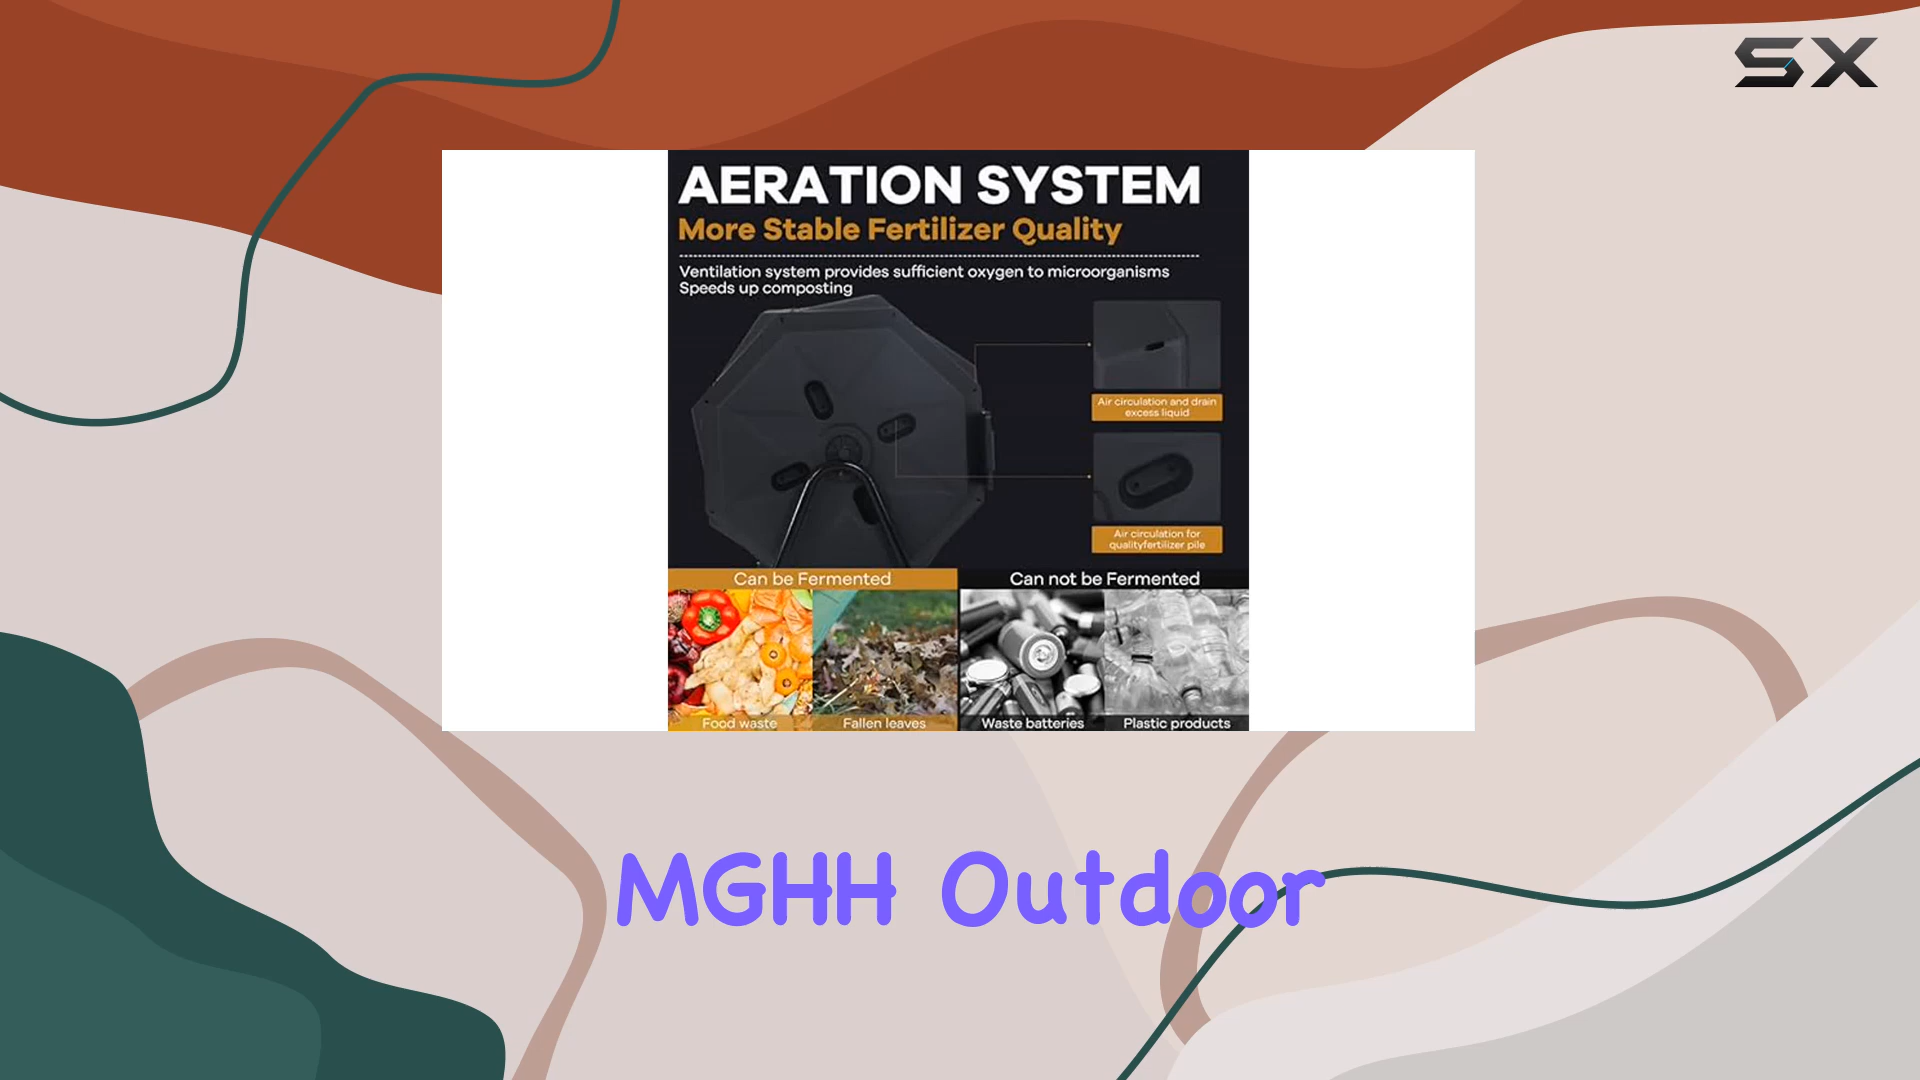 SX
AERATION SYSTEM
More Stable Fertilizer Quality
Ventilation system provides sufficient oxygen to microorganisms
Speeds up composting
Air circulation and drain
excess liquid
Air circulation for
qualityfertilizer pile
Can be Fermented
Can not be Fermented
Food waste
Fallen leaves
Waste batteries
Plastic products
MGHH Outdoor